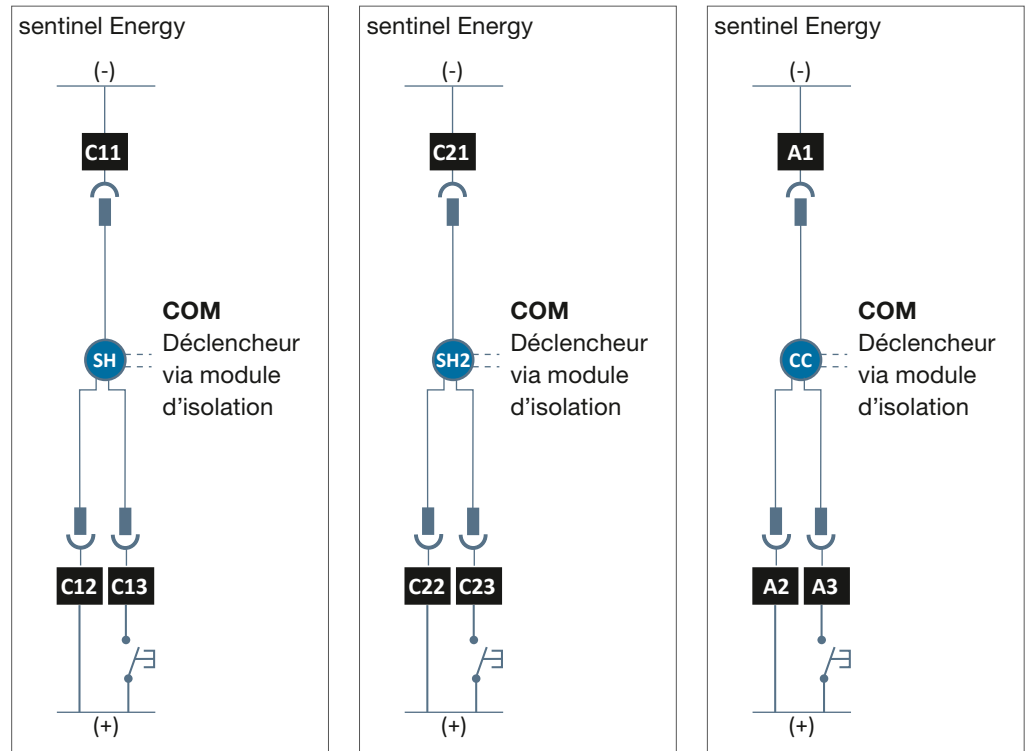 sentinel Energy
(-)
C11
SH
COM
Déclencheur
via module
d'isolation
C12 C13
(+)
sentinel Energy
(-)
C21
SH2
COM
Déclencheur
via module
d'isolation
C22 C23
(+)
sentinel Energy
(-)
A1
CC
COM
Déclencheur
via module
d'isolation
A2 A3
(+)